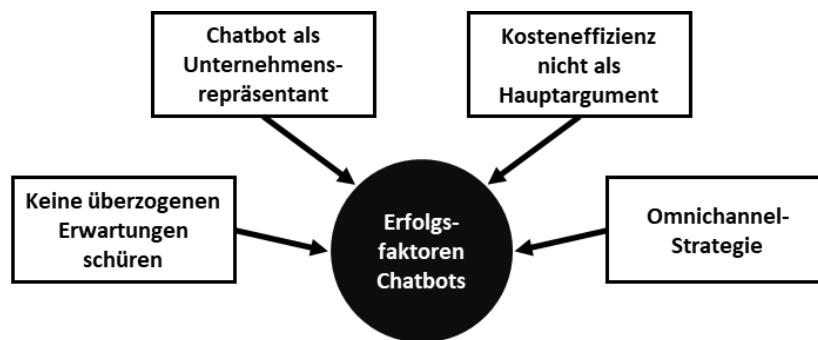 Chatbot als
Unternehmens-
repräsentant
Kosteneffizienz
nicht als
Hauptargument
Keine überzogenen
Erwartungen
schüren
Erfolgs-
faktoren
Chatbots
Omnichannel-
Strategie